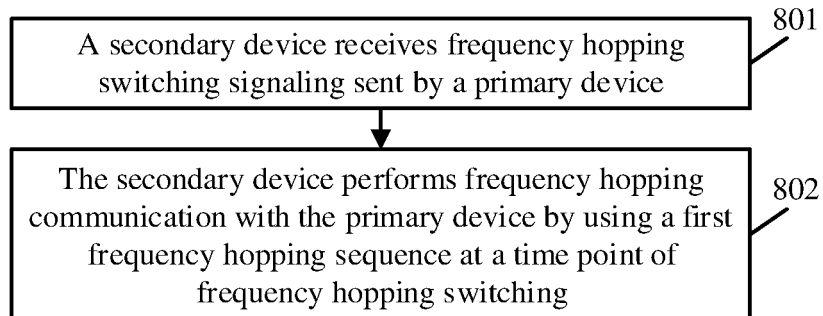 A secondary device receives frequency hopping
switching signaling sent by a primary device
801
The secondary device performs frequency hopping
communication with the primary device by using a first
frequency hopping sequence at a time point of
frequency hopping switching
802